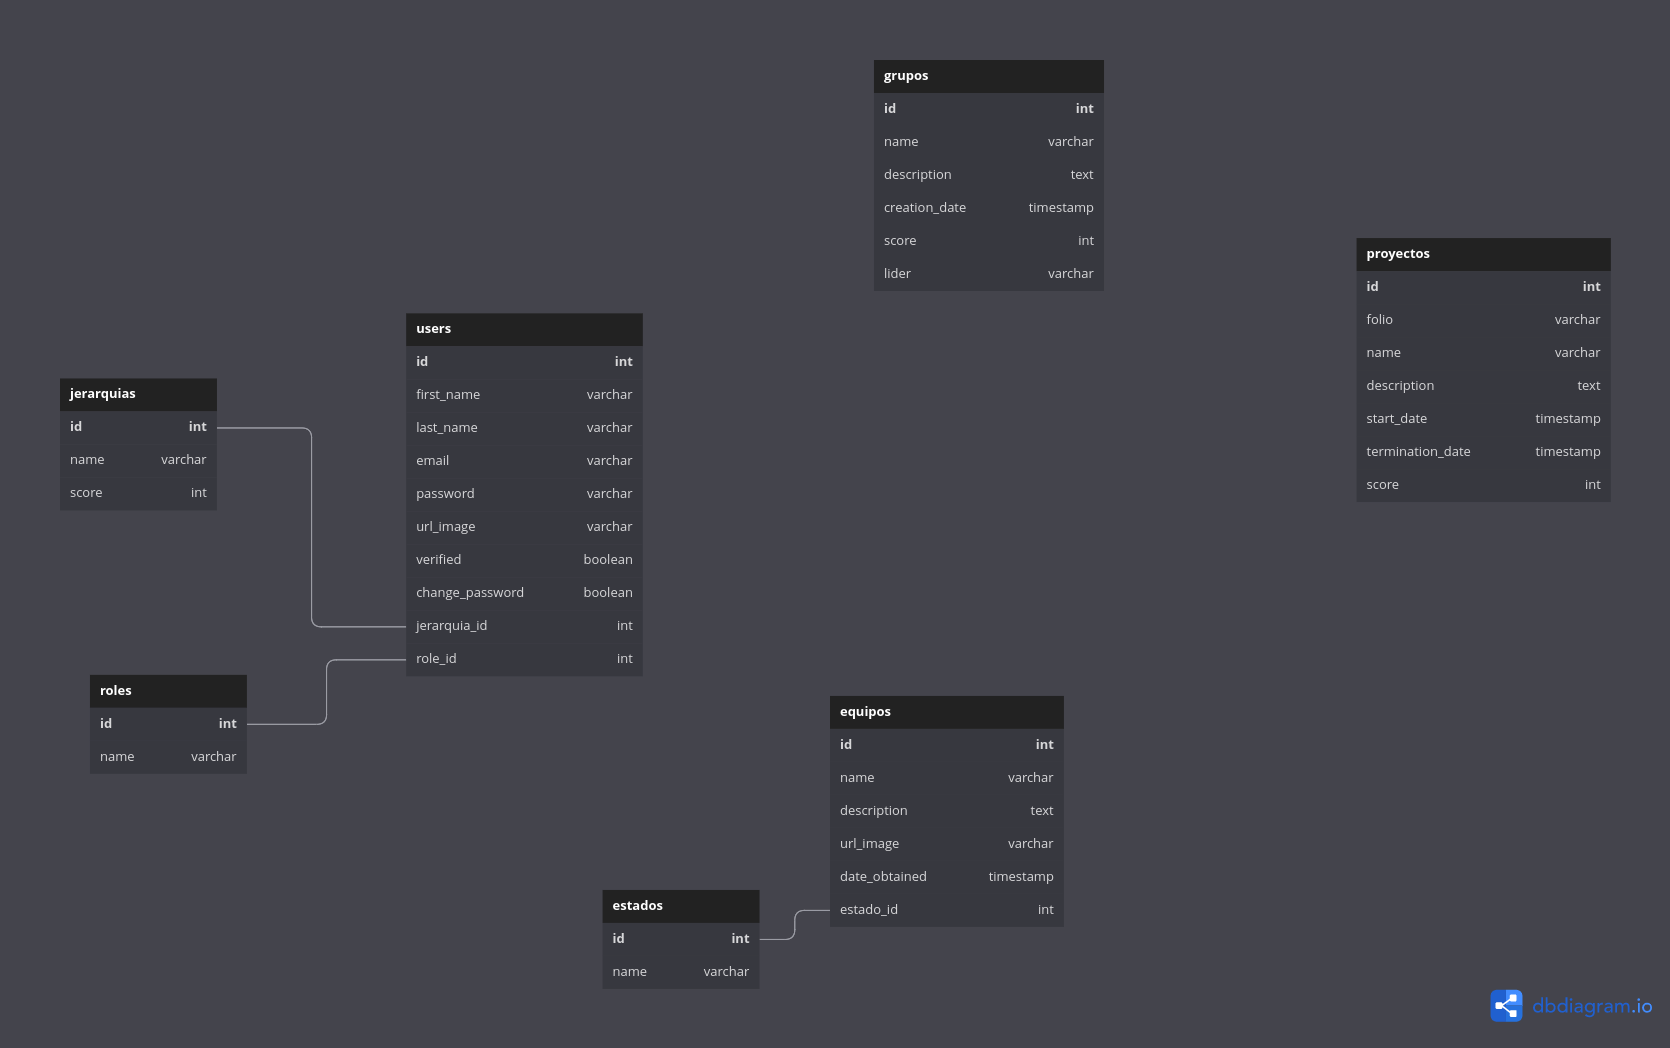 grupos
id int
name varchar
description text
creation_date timestamp
score int
lider varchar
proyectos
id int
folio varchar
name varchar
description text
start_date timestamp
termination_date timestamp
score int
users
id int
first_name varchar
last_name varchar
email varchar
password varchar
url_image varchar
verified boolean
change_password boolean
jerarquia_id int
role_id int
jerarquias
id int
name varchar
score int
roles
id int
name varchar
equipos
id int
name varchar
description text
url_image varchar
date_obtained timestamp
estado_id int
estados
id int
name varchar
dbdiagram.io